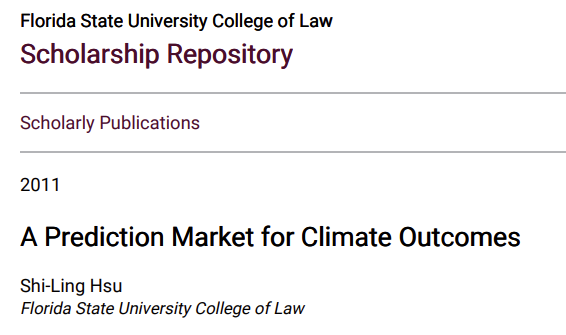 Florida State University College of Law
Scholarship Repository
Scholarly Publications
2011
A Prediction Market for Climate Outcomes
Shi-Ling Hsu
Florida State University College of Law